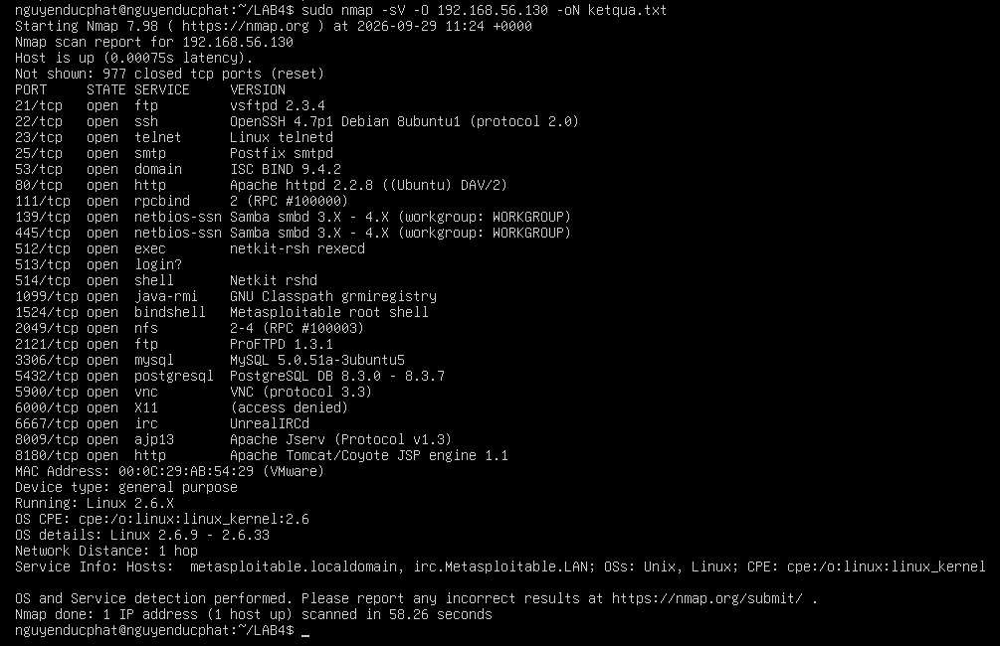 nguyenducphat@nguyenducphat:~/LAB4$ sudo nmap -sV -O 192.168.56.130 -oN ketqua.txt
Starting Nmap 7.98 ( https://nmap.org ) at 2026-09-29 11:24 +0000
Nmap scan report for 192.168.56.130
Host is up (0.00075s latency).
Not shown: 977 closed tcp ports (reset)
PORT     STATE SERVICE     VERSION
21/tcp   open  ftp         vsftpd 2.3.4
22/tcp   open  ssh         OpenSSH 4.7p1 Debian 8ubuntu1 (protocol 2.0)
23/tcp   open  telnet      Linux telnetd
25/tcp   open  smtp        Postfix smtpd
53/tcp   open  domain      ISC BIND 9.4.2
80/tcp   open  http        Apache httpd 2.2.8 ((Ubuntu) DAV/2)
111/tcp  open  rpcbind     2 (RPC #100000)
139/tcp  open  netbios-ssn Samba smbd 3.X - 4.X (workgroup: WORKGROUP)
445/tcp  open  netbios-ssn Samba smbd 3.X - 4.X (workgroup: WORKGROUP)
512/tcp  open  exec        netkit-rsh rexecd
513/tcp  open  login?
514/tcp  open  shell       Netkit rshd
1099/tcp open  java-rmi    GNU Classpath grmiregistry
1524/tcp open  bindshell   Metasploitable root shell
2049/tcp open  nfs         2-4 (RPC #100003)
2121/tcp open  ftp         ProFTPD 1.3.1
3306/tcp open  mysql       MySQL 5.0.51a-3ubuntu5
5432/tcp open  postgresql  PostgreSQL DB 8.3.0 - 8.3.7
5900/tcp open  vnc         VNC (protocol 3.3)
6000/tcp open  X11         (access denied)
6667/tcp open  irc         UnrealIRCd
8009/tcp open  ajp13       Apache Jserv (Protocol v1.3)
8180/tcp open  http        Apache Tomcat/Coyote JSP engine 1.1
MAC Address: 00:0C:29:AB:54:29 (VMware)
Device type: general purpose
Running: Linux 2.6.X
OS CPE: cpe:/o:linux:linux_kernel:2.6
OS details: Linux 2.6.9 - 2.6.33
Network Distance: 1 hop
Service Info: Hosts:  metasploitable.localdomain, irc.Metasploitable.LAN; OSs: Unix, Linux; CPE: cpe:/o:linux:linux_kernel

OS and Service detection performed. Please report any incorrect results at https://nmap.org/submit/ .
Nmap done: 1 IP address (1 host up) scanned in 58.26 seconds
nguyenducphat@nguyenducphat:~/LAB4$ _